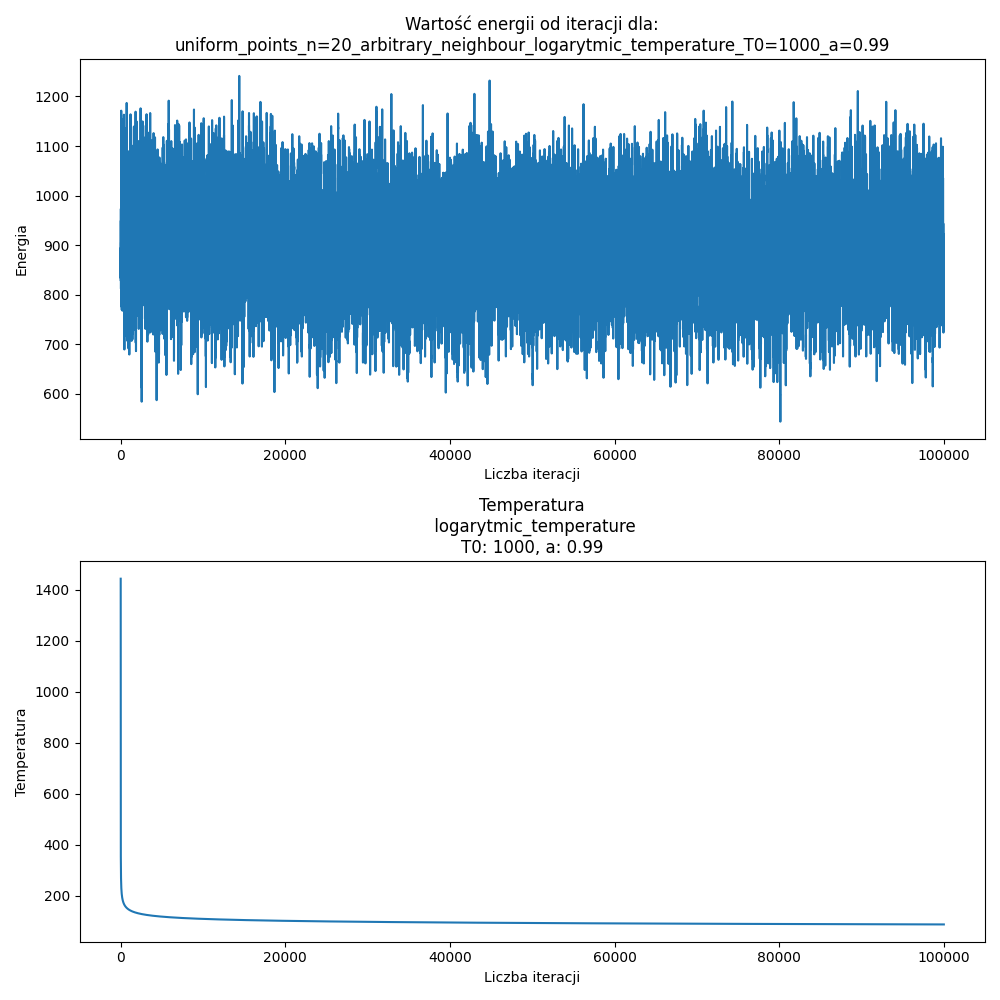 Wartość energii od iteracji dla:
uniform_points_n=20_arbitrary_neighbour_logarytmic_temperature_T0=1000_a=0.99
1200
1100
1000
900
800
700
600
Energia
0 20000 40000 60000 80000 100000
Liczba iteracji
Temperatura
logarytmic_temperature
T0: 1000, a: 0.99
1400
1200
1000
800
600
400
200
Temperatura
0 20000 40000 60000 80000 100000
Liczba iteracji